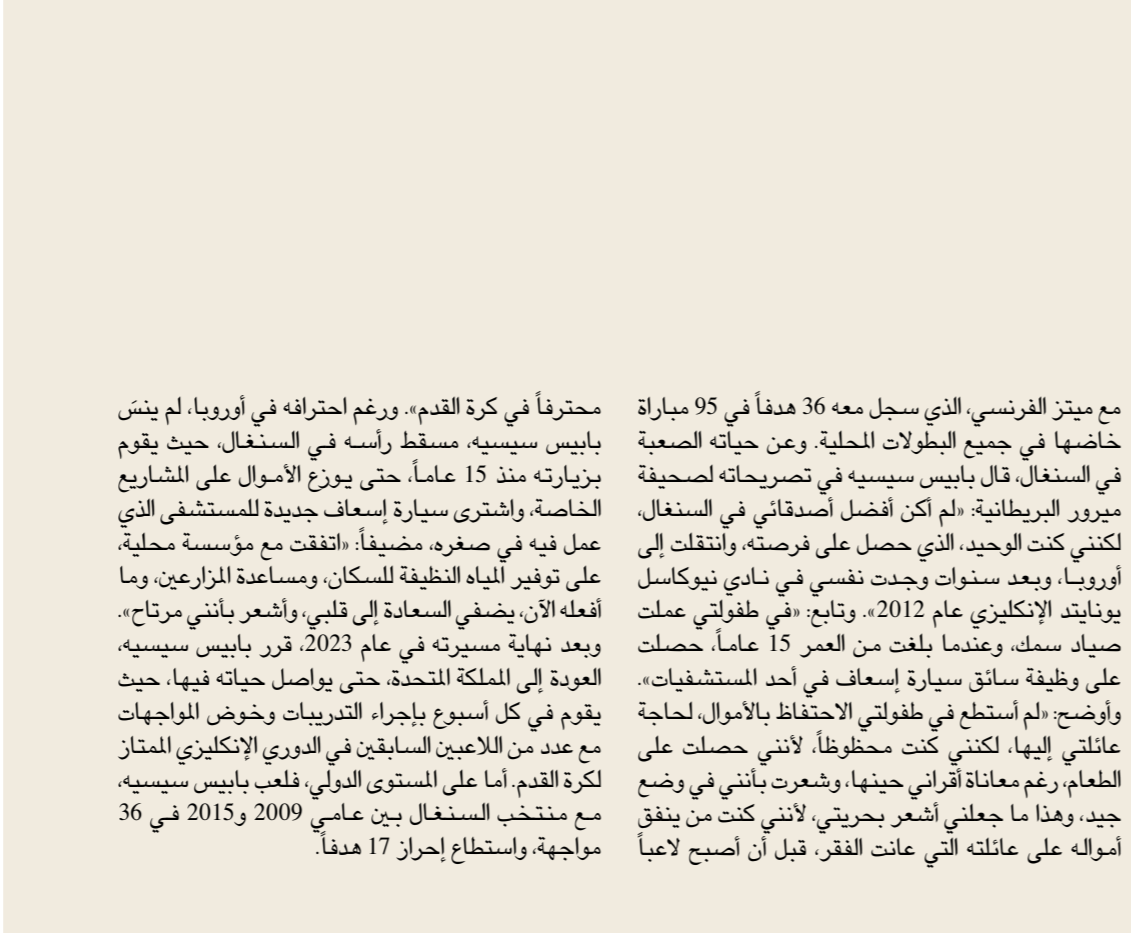 مع ميتز الفرنسي، الذي سجل معه 36 هدفاً في 95 مباراة
خاضها في جميع البطولات المحلية. وعن حياته الصعبة
في السنغال، قال بابيس سيسيه في تصريحاته لصحيفة
ميرور البريطانية: «لم أكن أفضل أصدقائي في السنغال،
لكنني كنت الوحيد، الذي حصل على فرصته، وانتقلت إلى
أوروبا، وبعد سنوات وجدت نفسي في نادي نيوكاسل
يونايتد الإنكليزي عام 2012». وتابع: «في طفولتي عملت
صياد سمك، وعندما بلغت من العمر 15 عاماً، حصلت
على وظيفة سائق سيارة إسعاف في أحد المستشفيات».
وأوضح: «لم أستطع في طفولتي الاحتفاظ بالأموال، لحاجة
عائلتي إليها، لكنني كنت محظوظاً، لأنني حصلت على
الطعام، رغم معاناة أقراني حينها، وشعرت بأنني في وضع
جيد، وهذا ما جعلني أشعر بحريتي، لأنني كنت من ينفق
أمواله على عائلته التي عانت الفقر، قبل أن أصبح لاعباً
محترفاً في كرة القدم». ورغم احترافه في أوروبا، لم ينسَ
بابيس سيسيه، مسقط رأسه في السنغال، حيث يقوم
بزيارته منذ 15 عاماً، حتى يوزع الأموال على المشاريع
الخاصة، واشترى سيارة إسعاف جديدة للمستشفى الذي
عمل فيه في صغره، مضيفاً: «اتفقت مع مؤسسة محلية،
على توفير المياه النظيفة للسكان، ومساعدة المزارعين، وما
أفعله الآن، يضفي السعادة إلى قلبي، وأشعر بأنني مرتاح».
وبعد نهاية مسيرته في عام 2023، قرر بابيس سيسيه،
العودة إلى المملكة المتحدة، حتى يواصل حياته فيها، حيث
يقوم في كل أسبوع بإجراء التدريبات وخوض المواجهات
مع عدد من اللاعبين السابقين في الدوري الإنكليزي الممتاز
لكرة القدم. أما على المستوى الدولي، فلعب بابيس سيسيه،
مع منتخب السنغال بين عامي 2009 و2015 في 36
مواجهة، واستطاع إحراز 17 هدفاً.